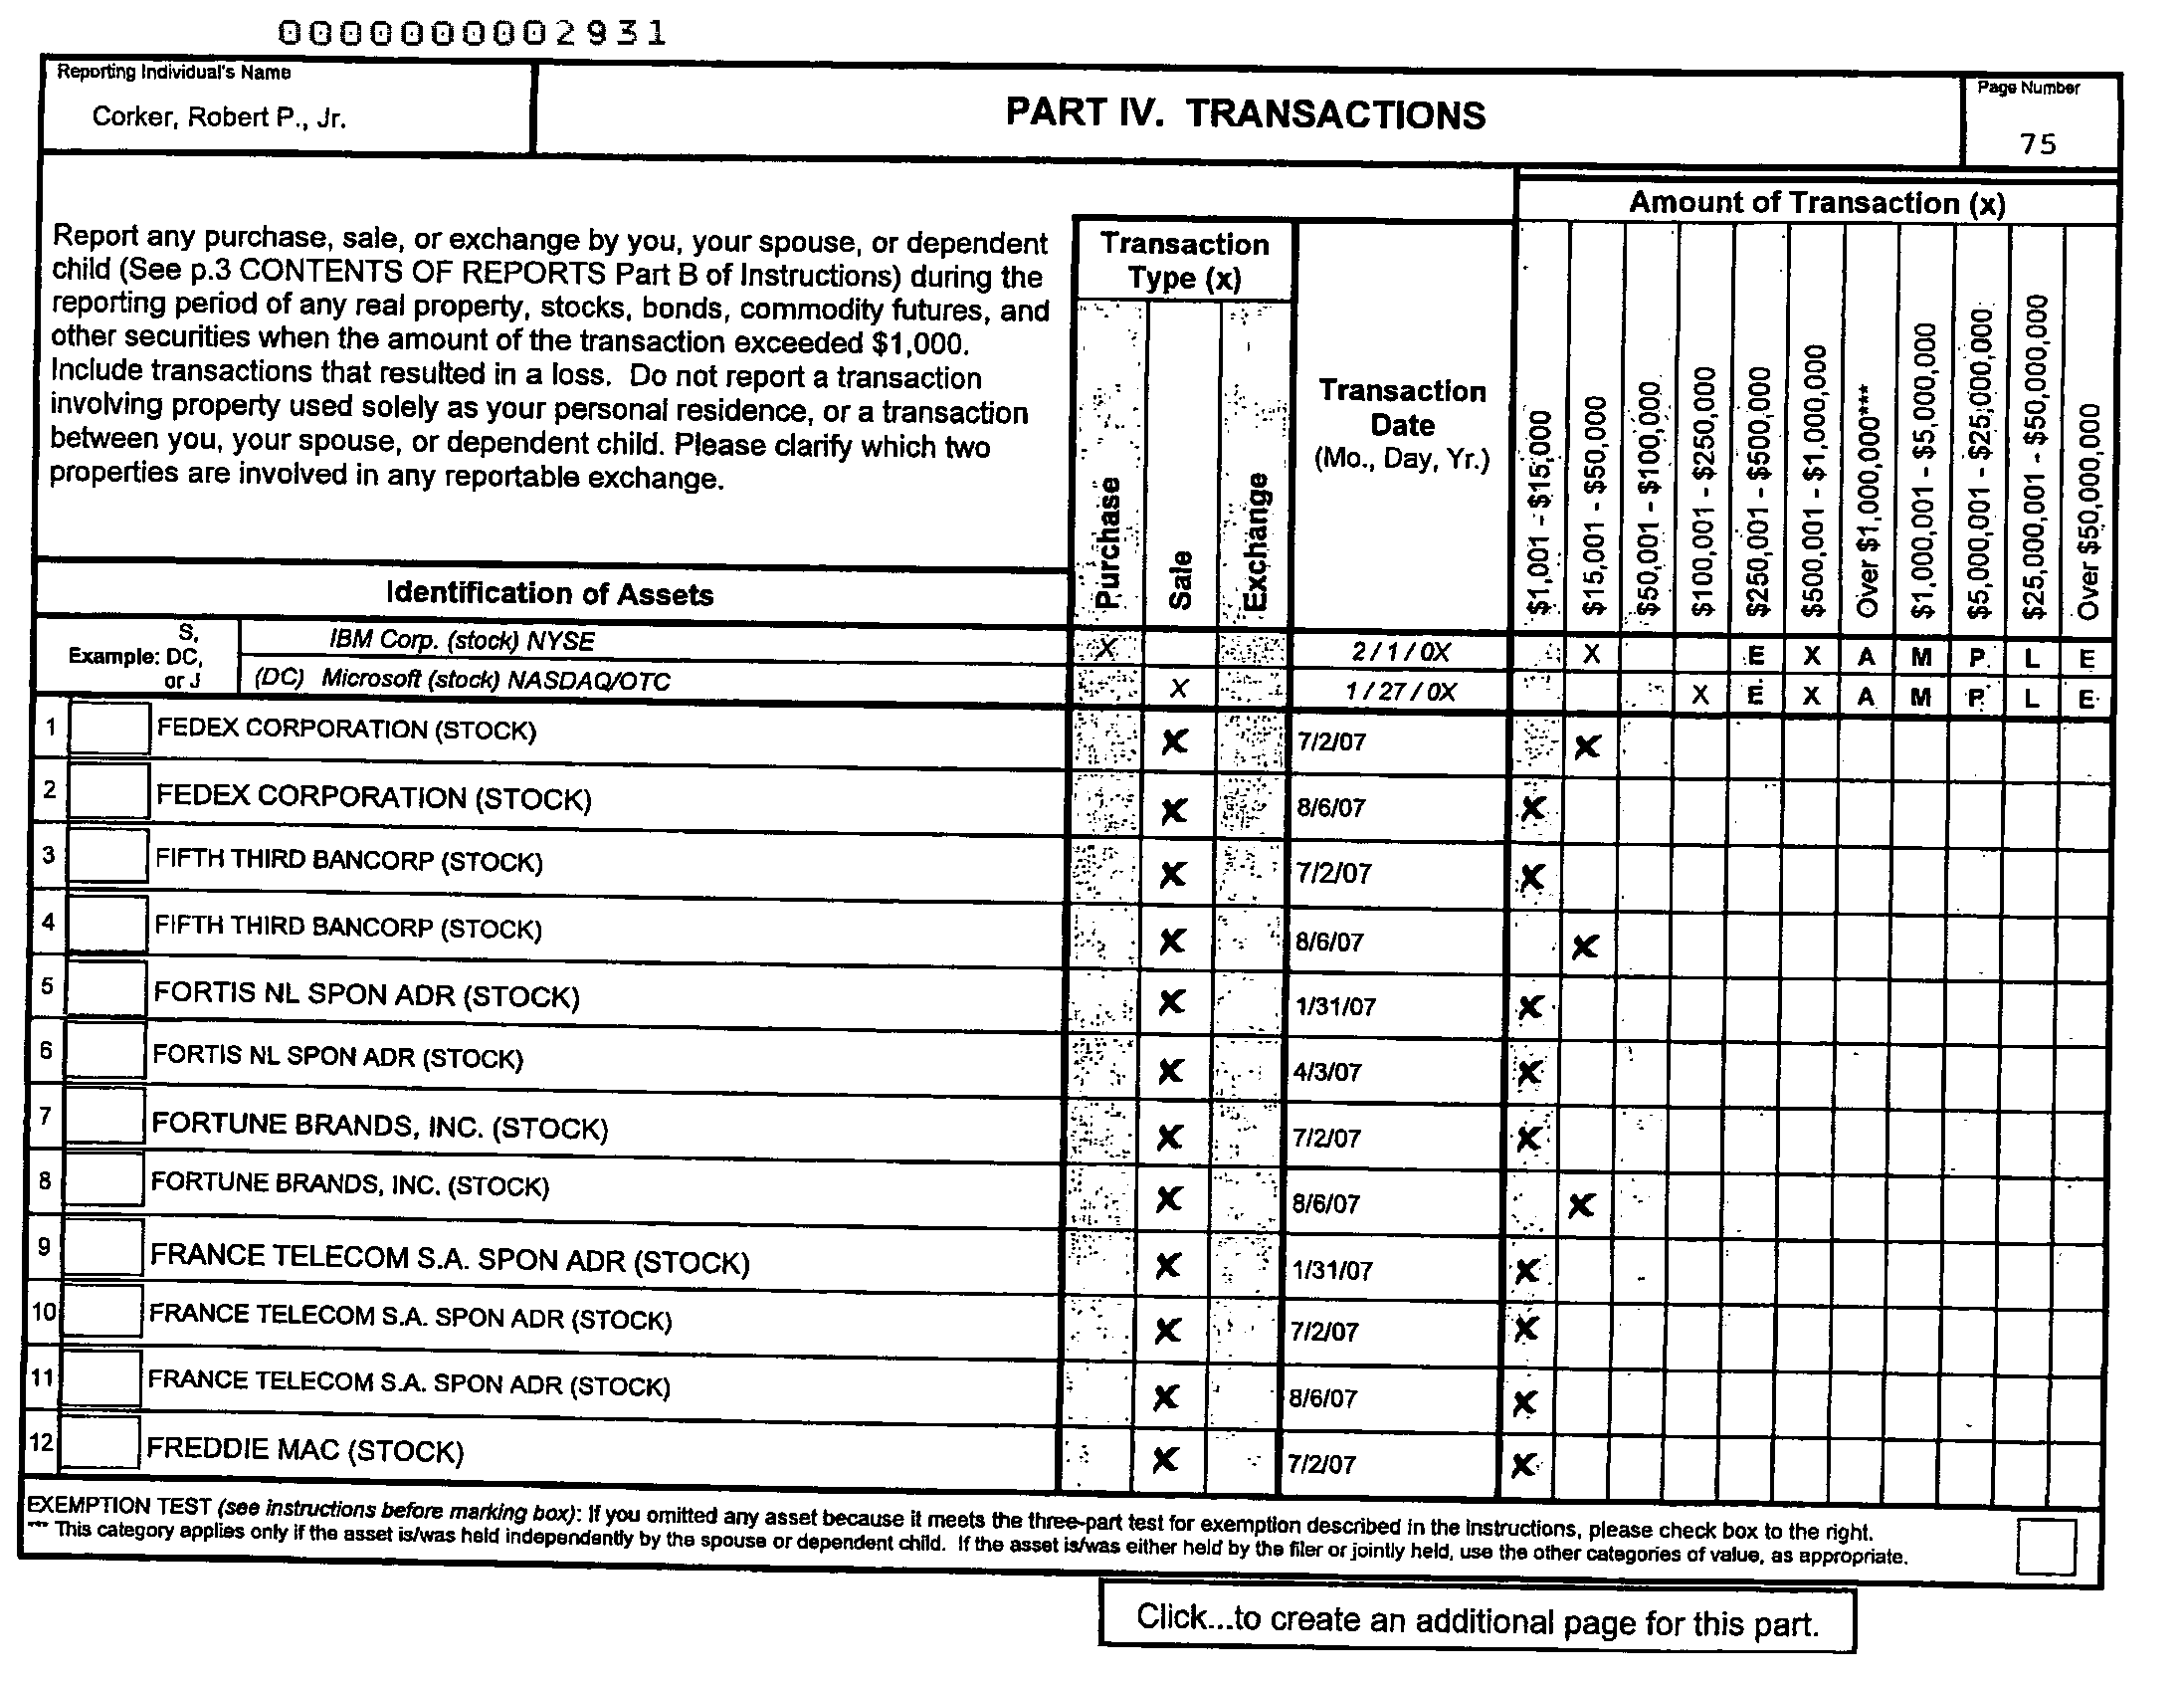 0000000002931
Reporting Individual's Name
Corker, Robert P., Jr.
PART IV. TRANSACTIONS
Page Number
75
Report any purchase, sale, or exchange by you, your spouse, or dependent
child (See p.3 CONTENTS OF REPORTS Part B of Instructions) during the
reporting period of any real property, stocks, bonds, commodity futures, and
other securities when the amount of the transaction exceeded $1,000.
Include transactions that resulted in a loss. Do not report a transaction
involving property used solely as your personal residence, or a transaction
between you, your spouse, or dependent child. Please clarify which two
properties are involved in any reportable exchange.
Identification of Assets
Transaction
Type (x)
Purchase
Sale
Exchange
Transaction
Date
(Mo., Day, Yr.)
Amount of Transaction (x)
$1,001 - $15,000
$15,001 - $50,000
$50,001 - $100,000
$100,001 - $250,000
$250,001 - $500,000
$500,001 - $1,000,000
Over $1,000,000***
$1,000,001 - $5,000,000
$5,000,001 - $25,000,000
$25,000,001 - $50,000,000
Over $50,000,000
Example: S, DC, or J
IBM Corp. (stock) NYSE X 2 / 1 / 0X X E X A M P L E
(DC) Microsoft (stock) NASDAQ/OTC X 1 / 27 / 0X X E X A M P L E
1 FEDEX CORPORATION (STOCK) X 7/2/07 X
2 FEDEX CORPORATION (STOCK) X 8/6/07 X
3 FIFTH THIRD BANCORP (STOCK) X 7/2/07 X
4 FIFTH THIRD BANCORP (STOCK) X 8/6/07 X
5 FORTIS NL SPON ADR (STOCK) X 1/31/07 X
6 FORTIS NL SPON ADR (STOCK) X 4/3/07 X
7 FORTUNE BRANDS, INC. (STOCK) X 7/2/07 X
8 FORTUNE BRANDS, INC. (STOCK) X 8/6/07 X
9 FRANCE TELECOM S.A. SPON ADR (STOCK) X 1/31/07 X
10 FRANCE TELECOM S.A. SPON ADR (STOCK) X 7/2/07 X
11 FRANCE TELECOM S.A. SPON ADR (STOCK) X 8/6/07 X
12 FREDDIE MAC (STOCK) X 7/2/07 X
EXEMPTION TEST (see instructions before marking box): If you omitted any asset because it meets the three-part test for exemption described in the instructions, please check box to the right.
*** This category applies only if the asset is/was held independently by the spouse or dependent child. If the asset is/was either held by the filer or jointly held, use the other categories of value, as appropriate.
Click...to create an additional page for this part.